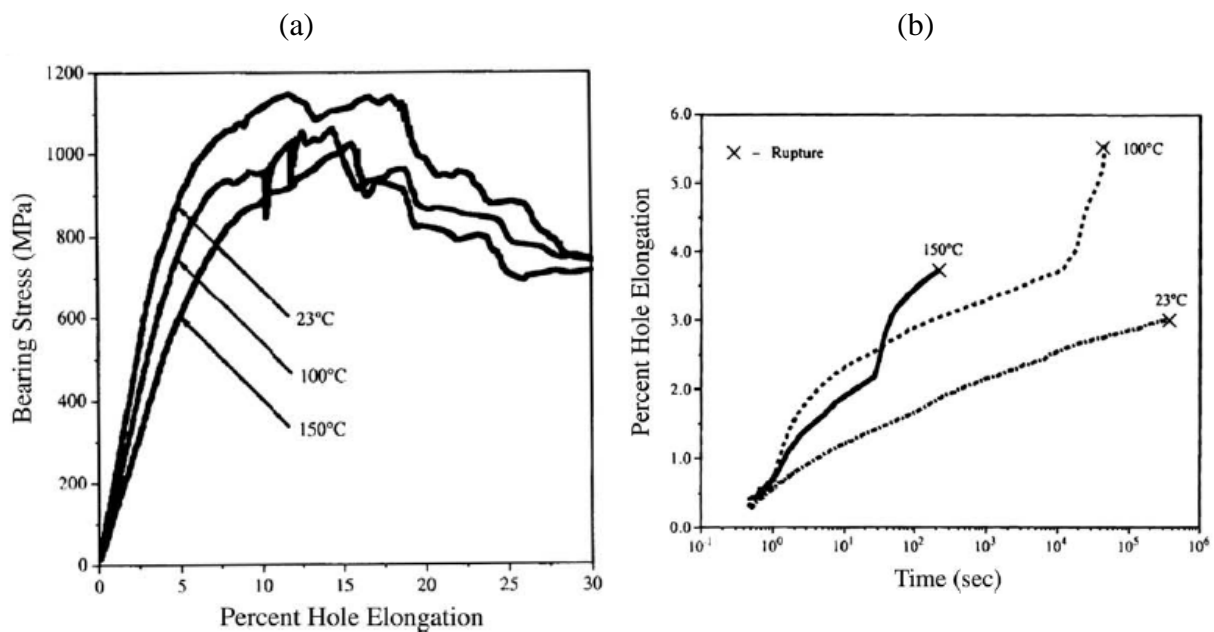 (a)
1200
1000
800
600
400
200
0
Bearing Stress (MPa)
23°C
100°C
150°C
0 5 10 15 20 25 30
Percent Hole Elongation
(b)
6.0
5.0
4.0
3.0
2.0
1.0
0.0
Percent Hole Elongation
× - Rupture
100°C
150°C
23°C
10⁻¹ 10⁰ 10¹ 10² 10³ 10⁴ 10⁵ 10⁶
Time (sec)